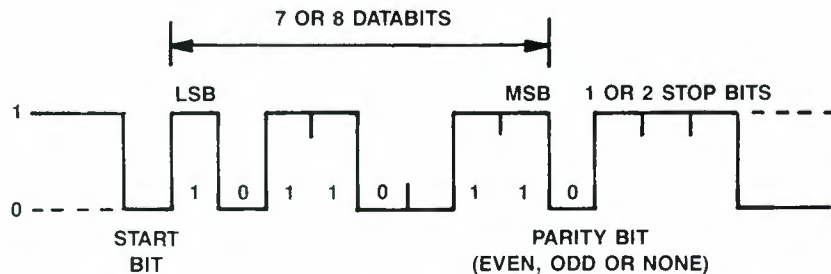 7 OR 8 DATABITS
LSB MSB 1 OR 2 STOP BITS
1
1 0 1 1 0 1 1 0
0
START BIT
PARITY BIT
(EVEN, ODD OR NONE)